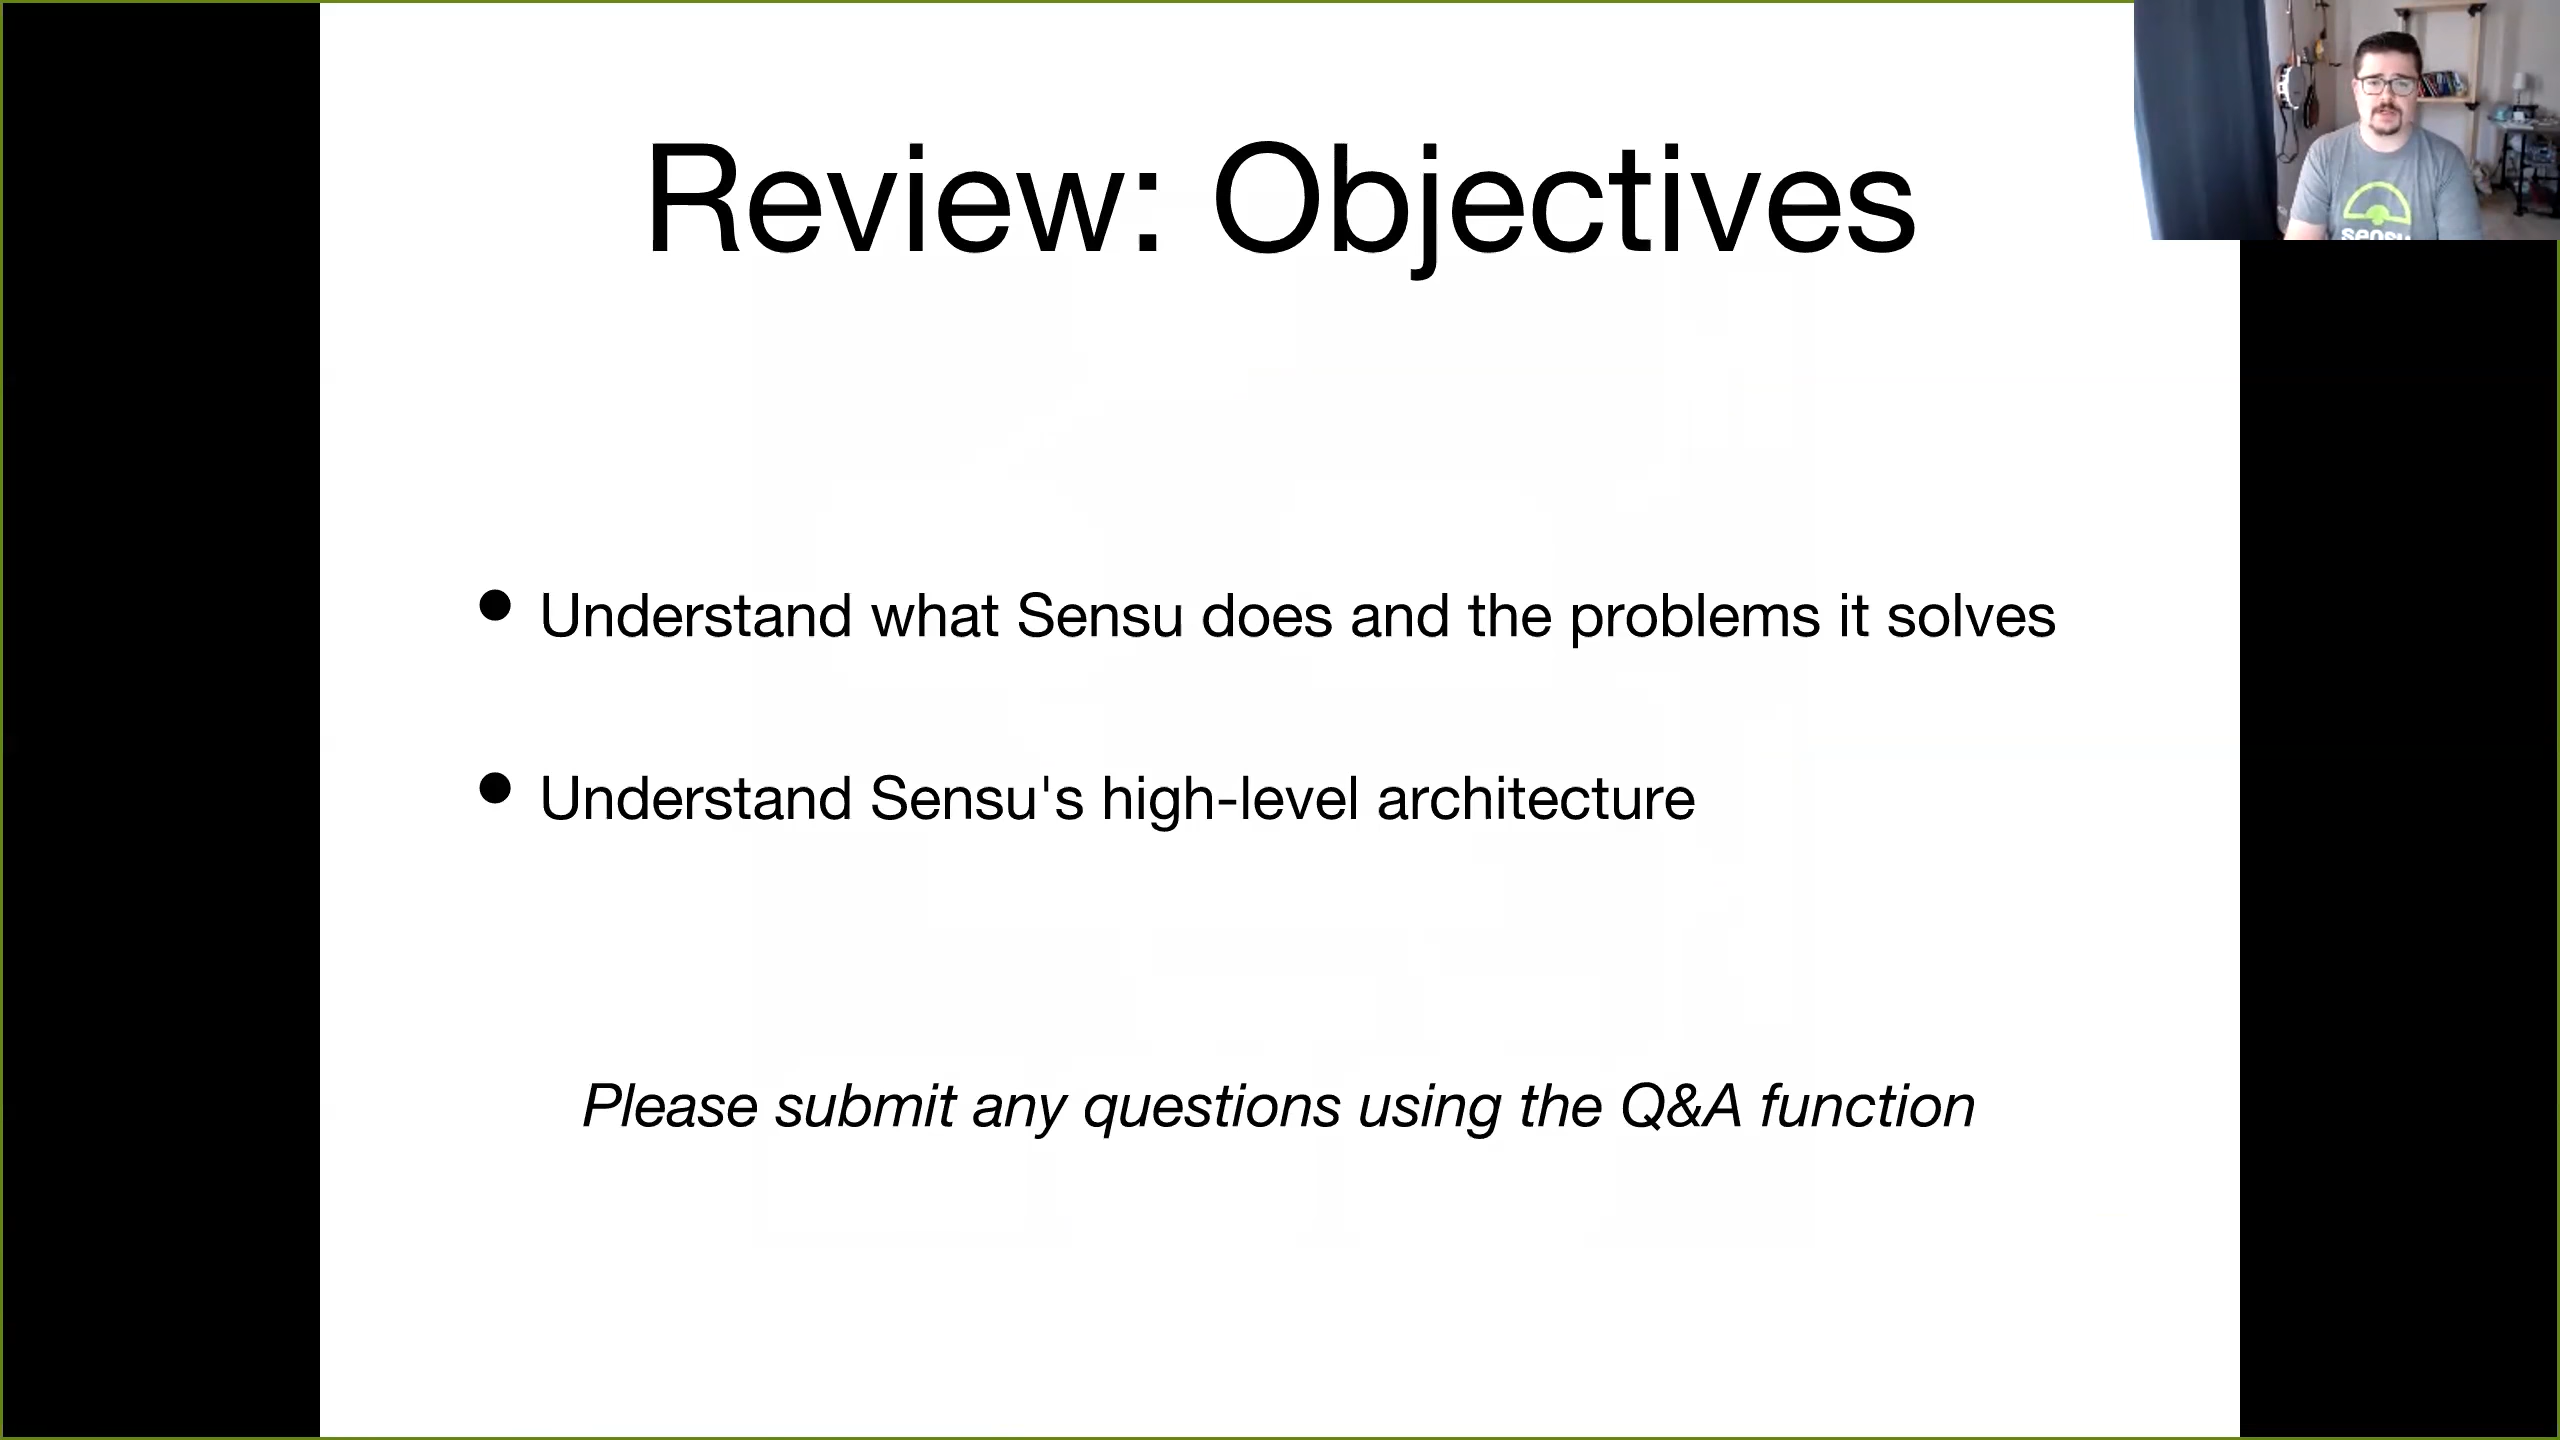 Review: Objectives
sensu
• Understand what Sensu does and the problems it solves
• Understand Sensu's high-level architecture
Please submit any questions using the Q&A function